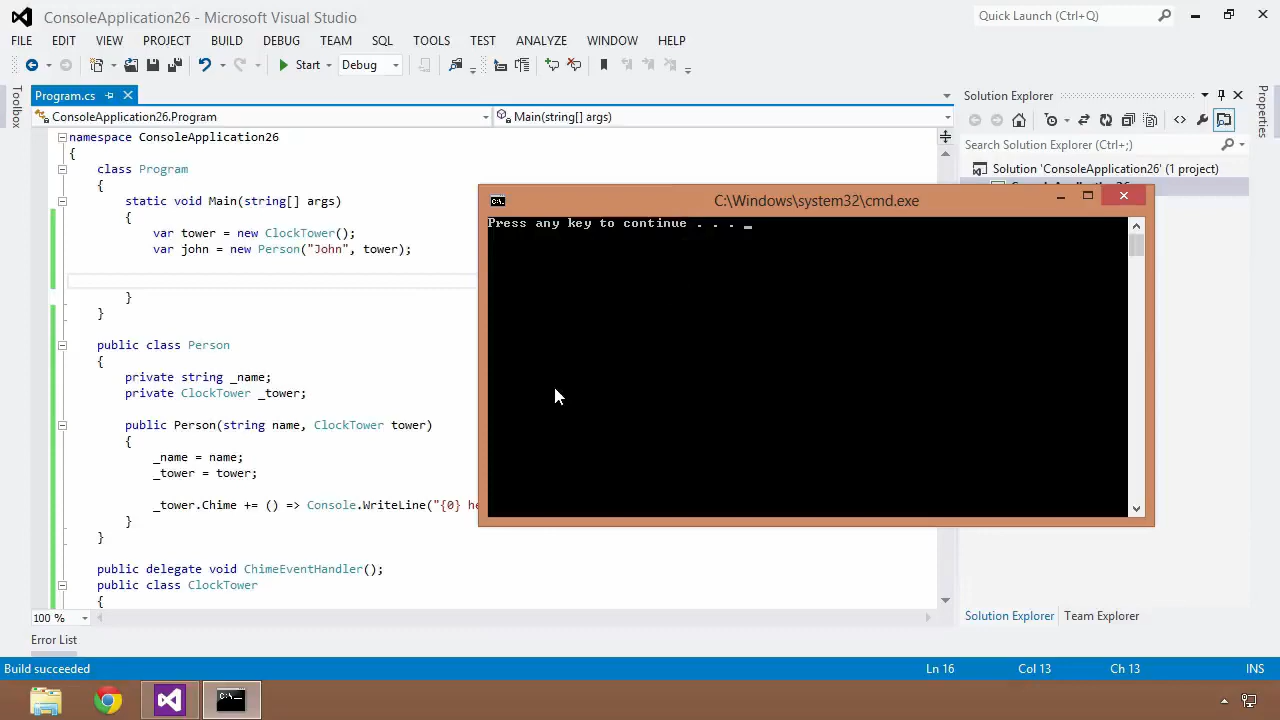 ConsoleApplication26 - Microsoft Visual Studio
Quick Launch (Ctrl+Q)
FILE EDIT VIEW PROJECT BUILD DEBUG TEAM SQL TOOLS TEST ANALYZE WINDOW HELP
Start Debug
Toolbox
Program.cs
ConsoleApplication26.Program
Main(string[] args)
namespace ConsoleApplication26
{
class Program
{
static void Main(string[] args)
{
var tower = new ClockTower();
var john = new Person("John", tower);
}
}
public class Person
{
private string _name;
private ClockTower _tower;
public Person(string name, ClockTower tower)
{
_name = name;
_tower = tower;
_tower.Chime += () => Console.WriteLine("{0} he
}
}
public delegate void ChimeEventHandler();
public class ClockTower
{
100 %
C:\Windows\system32\cmd.exe
Press any key to continue . . . _
Solution Explorer
Search Solution Explorer (Ctrl+;)
Solution 'ConsoleApplication26' (1 project)
Properties
Solution Explorer Team Explorer
Error List
Build succeeded
Ln 16 Col 13 Ch 13 INS